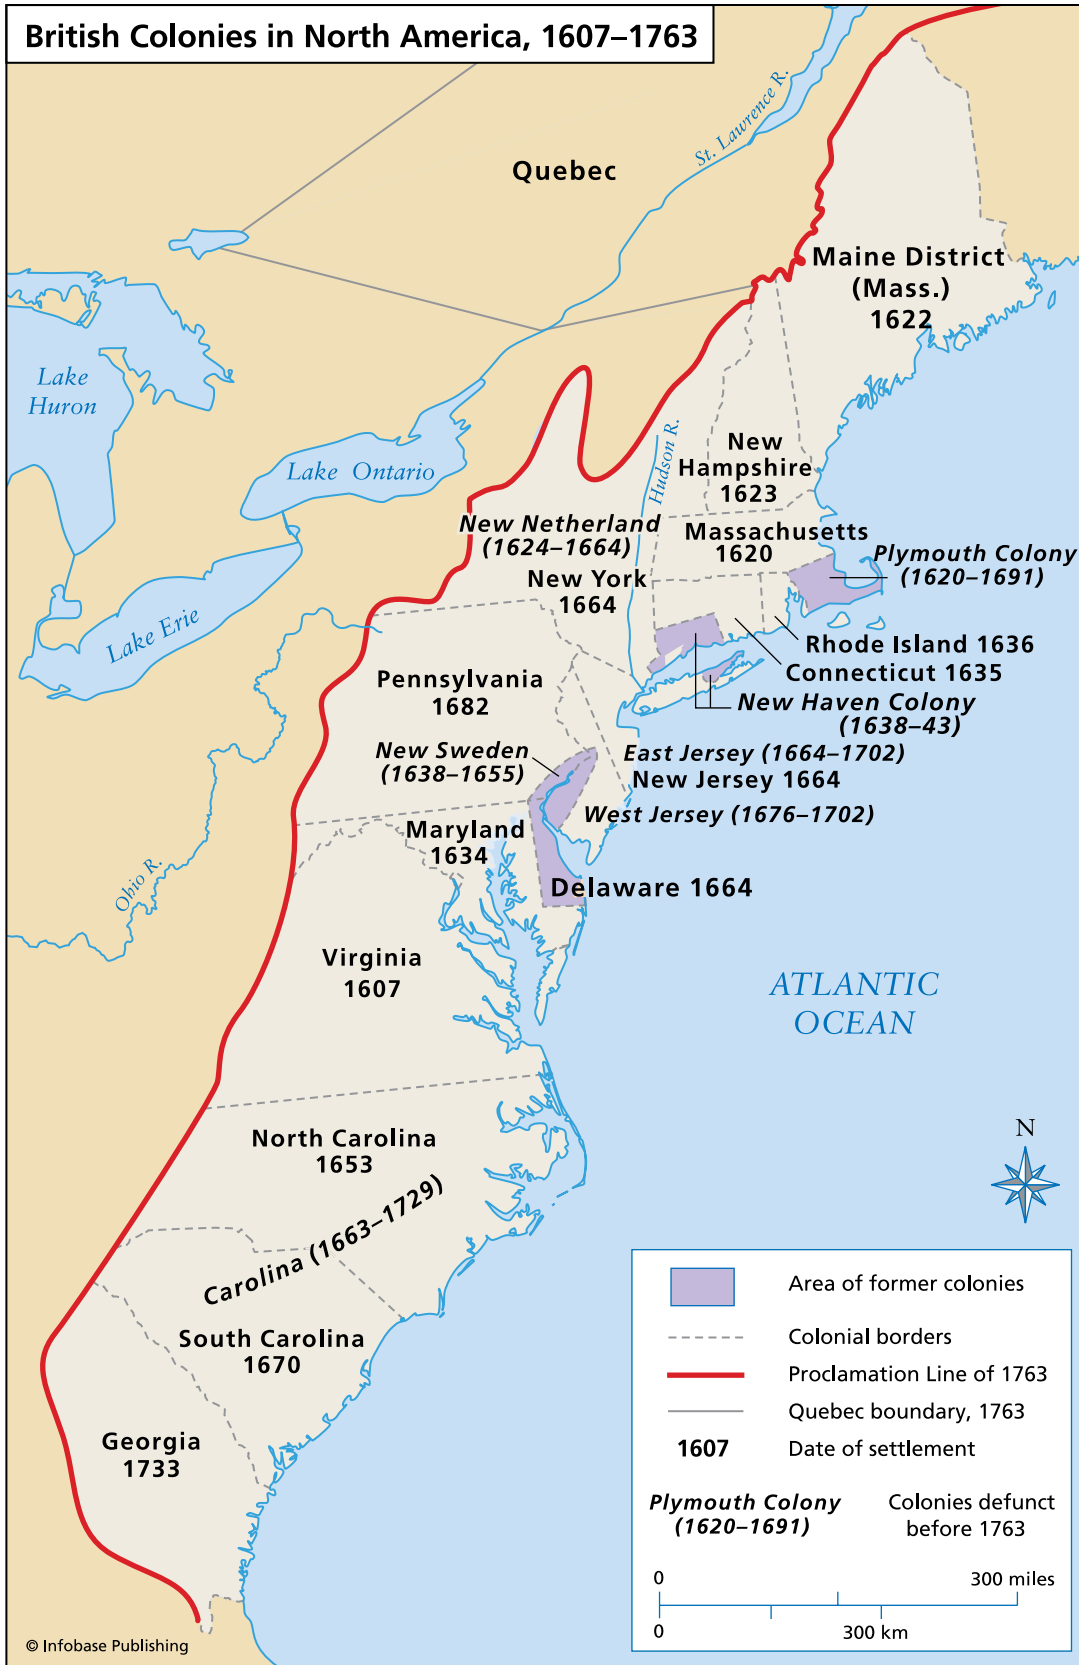 British Colonies in North America, 1607–1763
St. Lawrence R.
Quebec
Maine District
(Mass.)
1622
Lake
Huron
Lake Ontario
Hudson R.
New
Hampshire
1623
New Netherland
(1624–1664)
Massachusetts
1620
Plymouth Colony
(1620–1691)
New York
1664
Lake Erie
Rhode Island 1636
Connecticut 1635
New Haven Colony
(1638–43)
Pennsylvania
1682
New Sweden
(1638–1655)
East Jersey (1664–1702)
New Jersey 1664
West Jersey (1676–1702)
Maryland
1634
Ohio R.
Delaware 1664
Virginia
1607
ATLANTIC
OCEAN
North Carolina
1653
N
Carolina (1663–1729)
South Carolina
1670
Georgia
1733
Area of former colonies
Colonial borders
Proclamation Line of 1763
Quebec boundary, 1763
1607 Date of settlement
Plymouth Colony Colonies defunct
(1620–1691) before 1763
0 300 miles
0 300 km
© Infobase Publishing